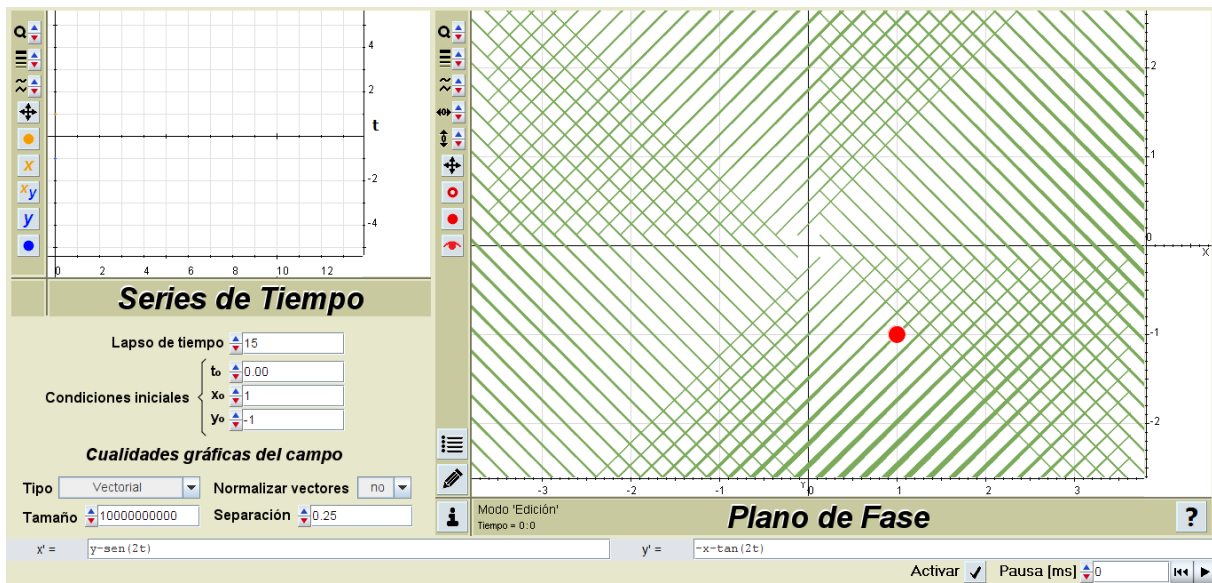 4
2
t
-2
-4
0 2 4 6 8 10 12
x
xy
y
Series de Tiempo
Lapso de tiempo 15
Condiciones iniciales
to 0.00
xo 1
yo -1
Cualidades gráficas del campo
Tipo Vectorial Normalizar vectores no
Tamaño 10000000000 Separación 0.25
2
1
0
X
-1
-2
-3 -2 -1 Y 0 1 2 3
Modo 'Edición'
Tiempo = 0:0
Plano de Fase
?
x' = y-sen(2t) y' = -x-tan(2t)
Activar Pausa [ms] 0